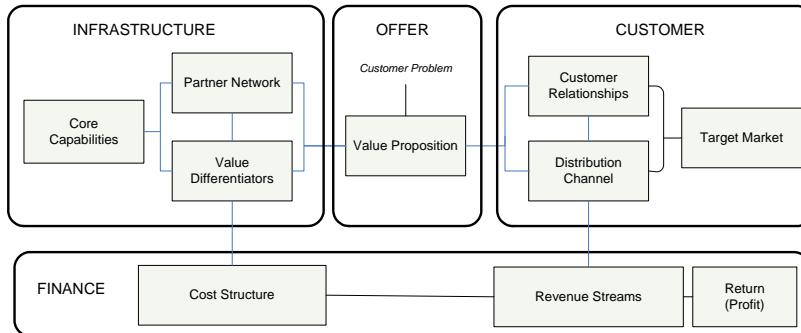 INFRASTRUCTURE
OFFER
CUSTOMER
Partner Network
Core
Capabilities
Value
Differentiators
Customer Problem
Value Proposition
Customer
Relationships
Distribution
Channel
Target Market
FINANCE
Cost Structure
Revenue Streams
Return
(Profit)